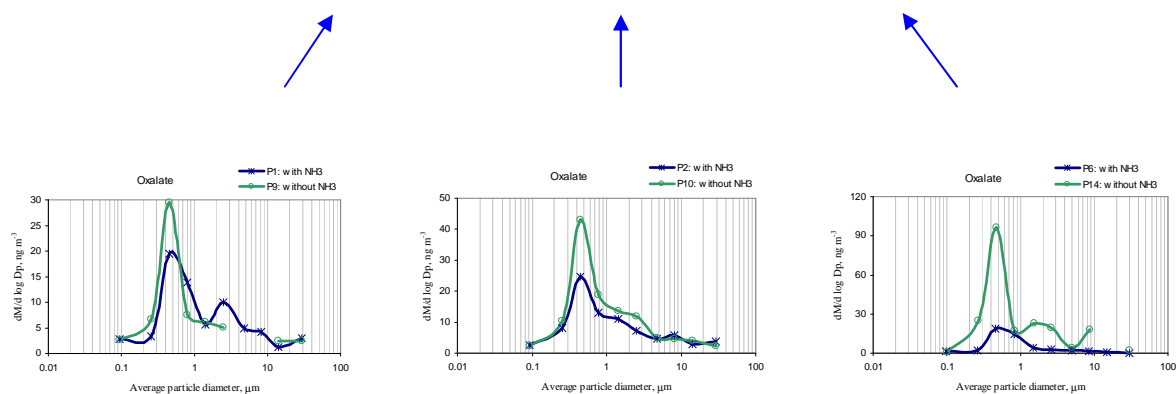 Oxalate
P1: with NH3
P9: without NH3
dM/d log Dp, ng m-3
30
25
20
15
10
5
0
0.01 0.1 1 10 100
Average particle diameter, μm
Oxalate
P2: with NH3
P10: without NH3
dM/d log Dp, ng m-3
50
40
30
20
10
0
0.01 0.1 1 10 100
Average particle diameter, μm
Oxalate
P6: with NH3
P14: without NH3
dM/d log Dp, ng m-3
120
90
60
30
0
0.01 0.1 1 10 100
Average particle diameter, μm